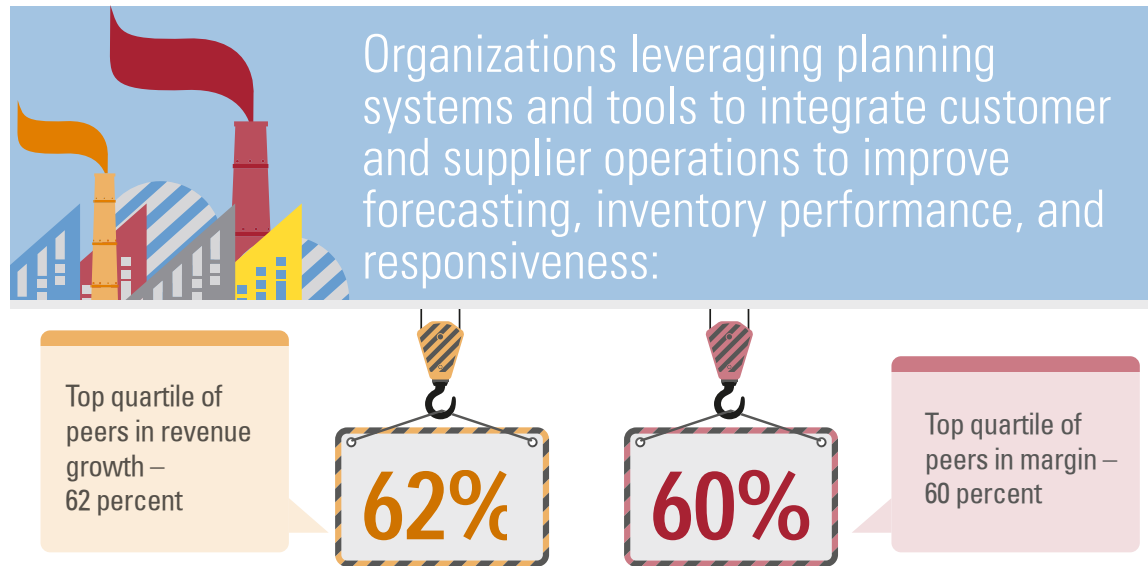 Organizations leveraging planning
systems and tools to integrate customer
and supplier operations to improve
forecasting, inventory performance, and
responsiveness:
Top quartile of
peers in revenue
growth –
62 percent
62%
60%
Top quartile of
peers in margin –
60 percent